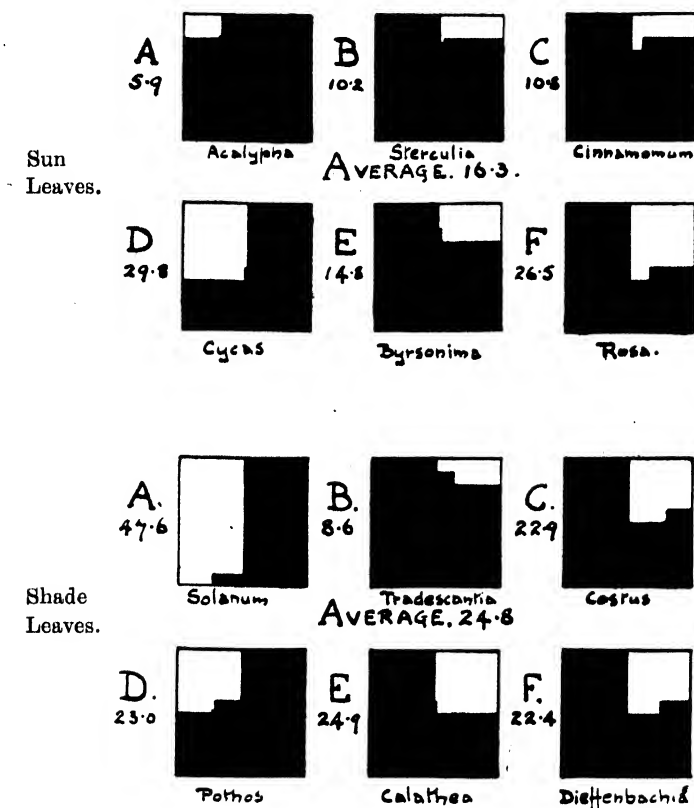 A B C
5·9 10·2 10·8
Acalypha Sterculia Cinnamomum
Sun
Leaves.
AVERAGE. 16·3.
D E F
29·8 14·8 26·5
Cycas Byrsonima Rosa.
A. B. C.
47·6 8·6 22·9
Solanum Tradescantia Costus
Shade
Leaves.
AVERAGE. 24·8
D. E F.
23·0 24·9 22·4
Pothos Calathea Dieffenbachia